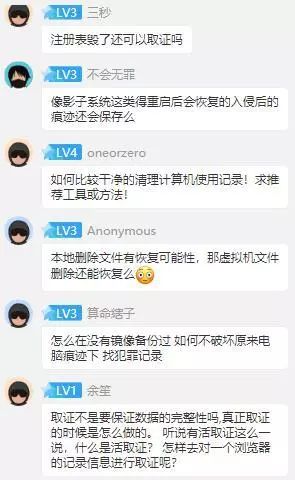 LV3 三秒
注册表毁了还可以取证吗
LV3 不会无罪
像影子系统这类得重启后会恢复的入侵后的
痕迹还会保存么
LV4 oneorzero
如何比较干净的清理计算机使用记录！求推
荐工具或方法！
LV3 Anonymous
本地删除文件有恢复可能性，那虚拟机文件
删除还能恢复么
LV3 算命瞎子
怎么在没有镜像备份过 如何不破坏原来电
脑痕迹下 找犯罪记录
LV1 余笙
取证不是要保证数据的完整性吗,真正取证
的时候是怎么做的。 听说有活取证这么一
说，什么是活取证？ 怎样去对一个浏览器
的记录信息进行取证呢？